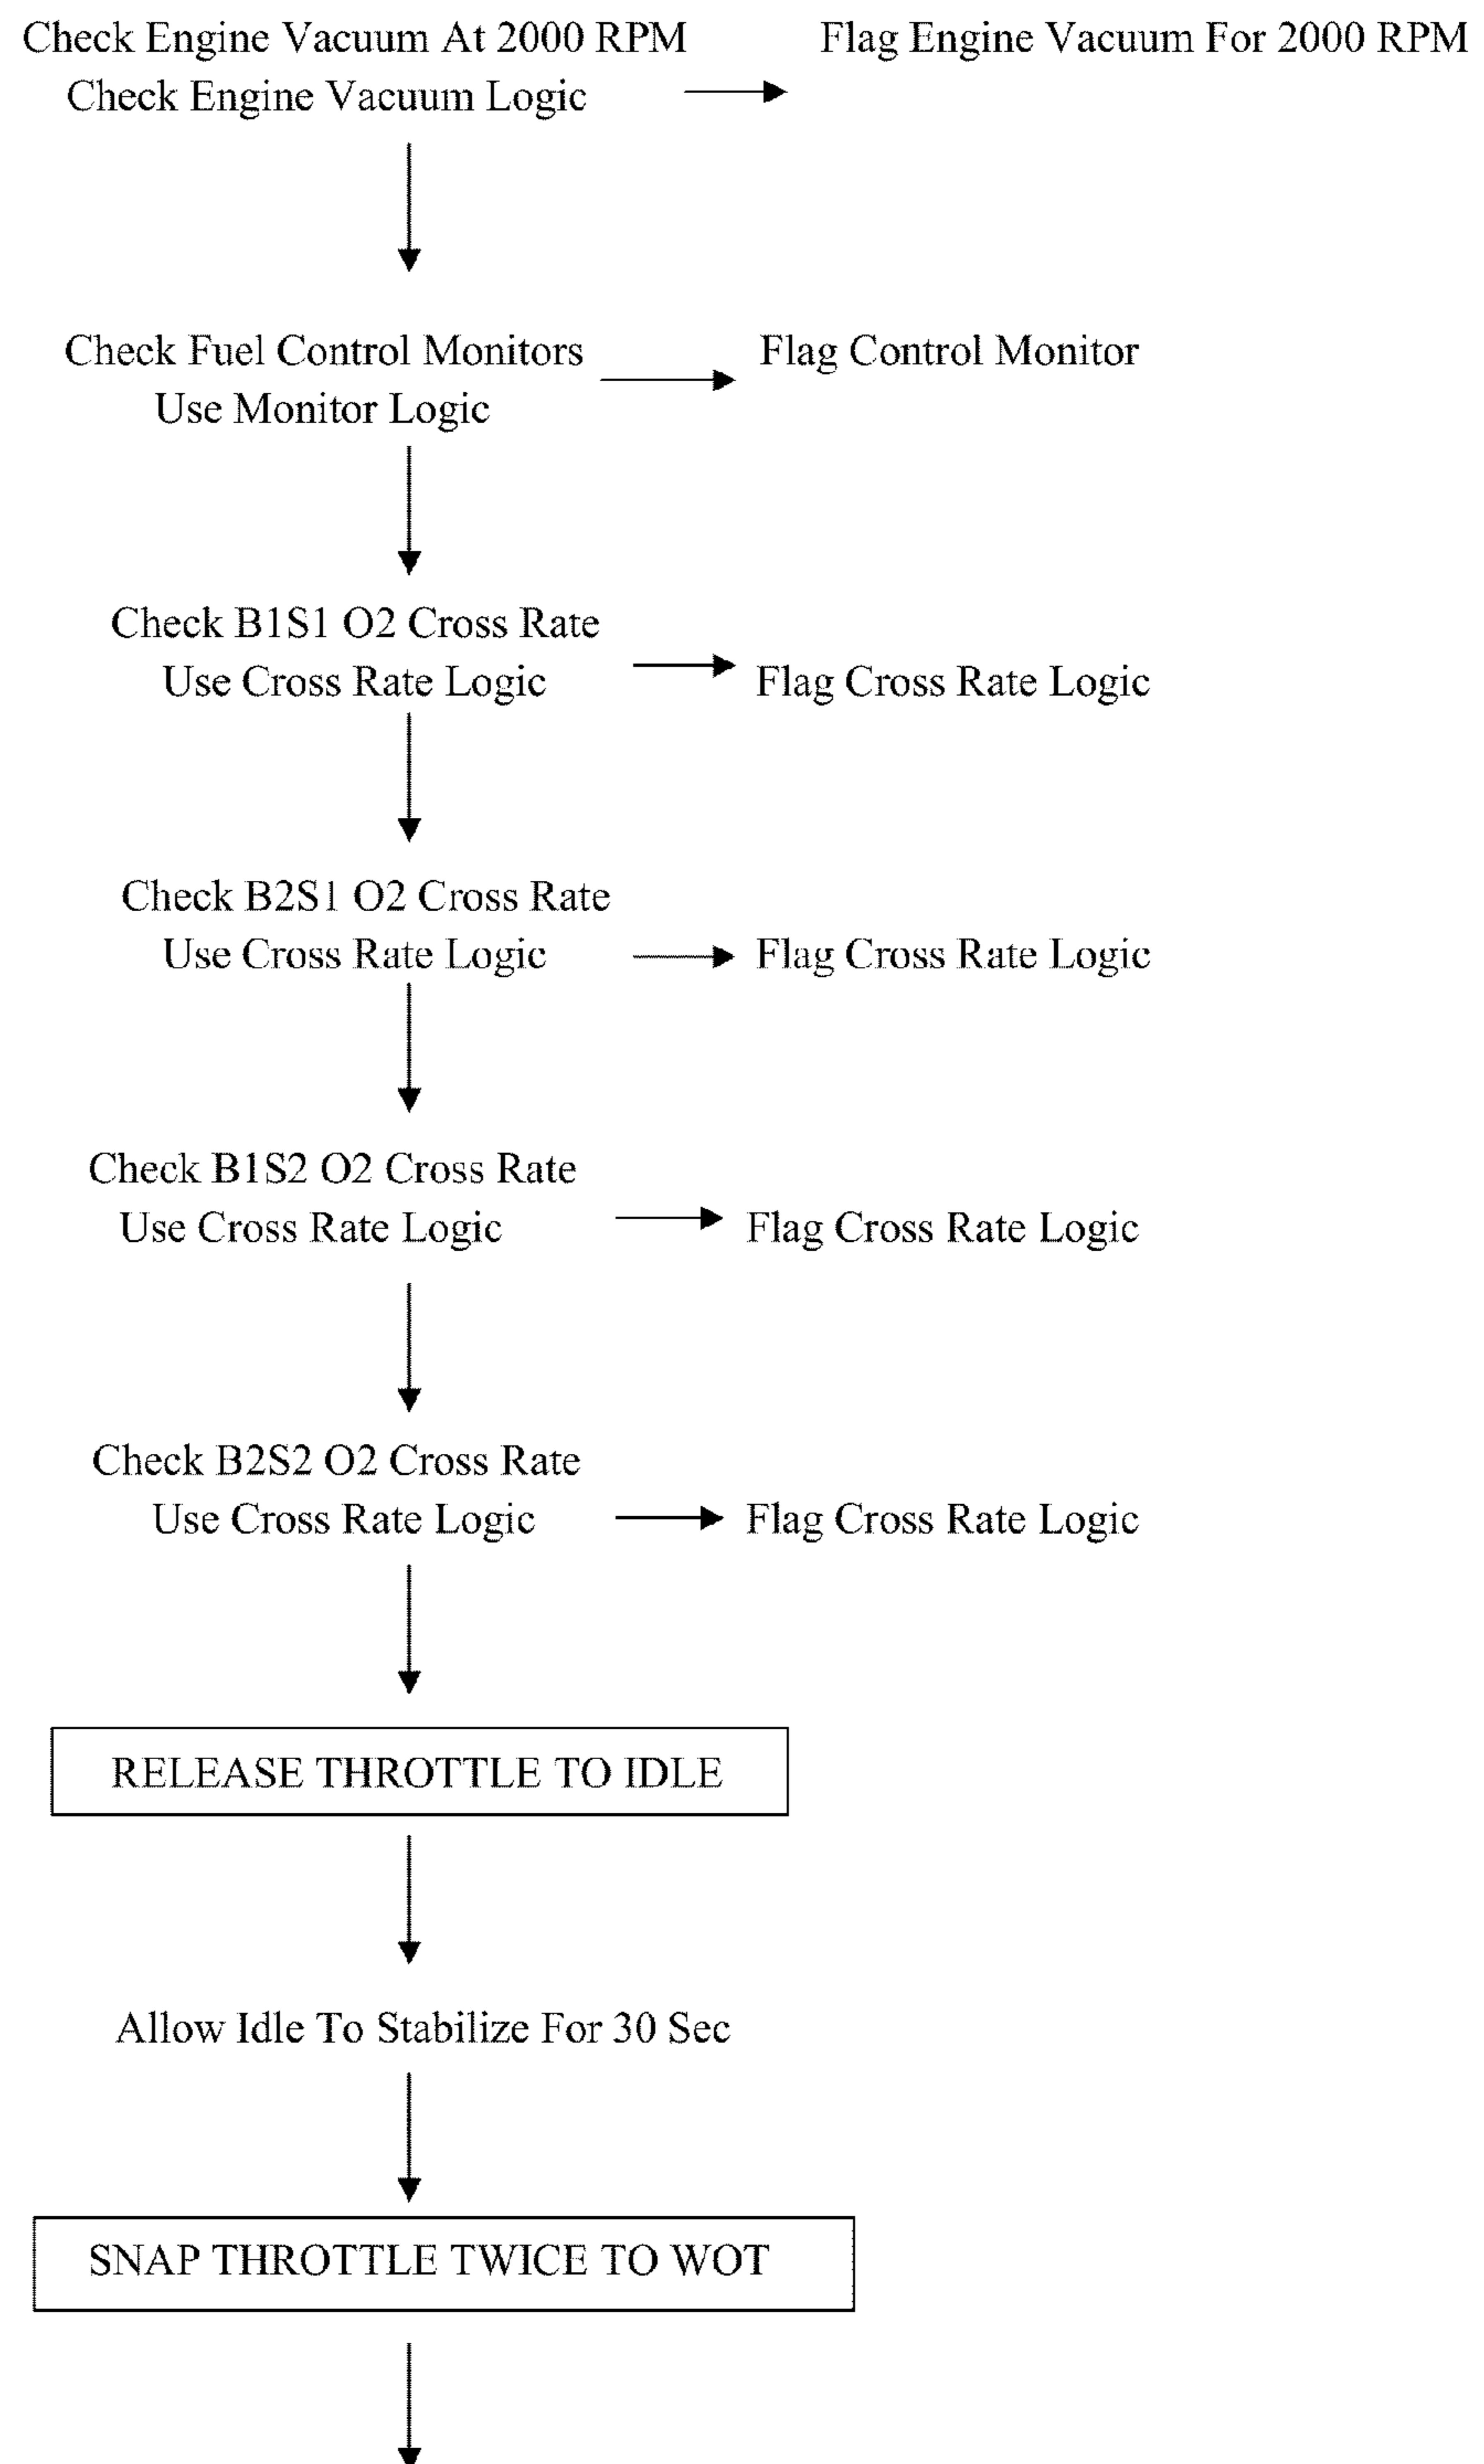 Check Engine Vacuum At 2000 RPM
Flag Engine Vacuum For 2000 RPM
Check Engine Vacuum Logic
Check Fuel Control Monitors
Flag Control Monitor
Use Monitor Logic
Check B1S1 O2 Cross Rate
Use Cross Rate Logic
Flag Cross Rate Logic
Check B2S1 O2 Cross Rate
Use Cross Rate Logic
Flag Cross Rate Logic
Check B1S2 O2 Cross Rate
Use Cross Rate Logic
Flag Cross Rate Logic
Check B2S2 O2 Cross Rate
Use Cross Rate Logic
Flag Cross Rate Logic
RELEASE THROTTLE TO IDLE
Allow Idle To Stabilize For 30 Sec
SNAP THROTTLE TWICE TO WOT